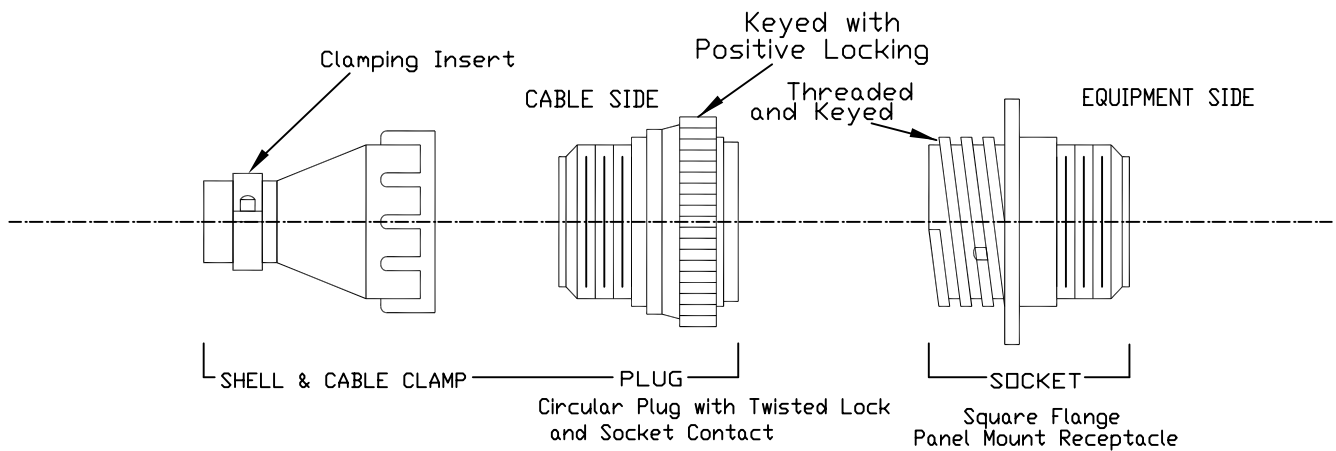 Keyed with
Positive Locking
Clamping Insert
CABLE SIDE
Threaded
and Keyed
EQUIPMENT SIDE
SHELL & CABLE CLAMP
PLUG
Circular Plug with Twisted Lock
and Socket Contact
SOCKET
Square Flange
Panel Mount Receptacle